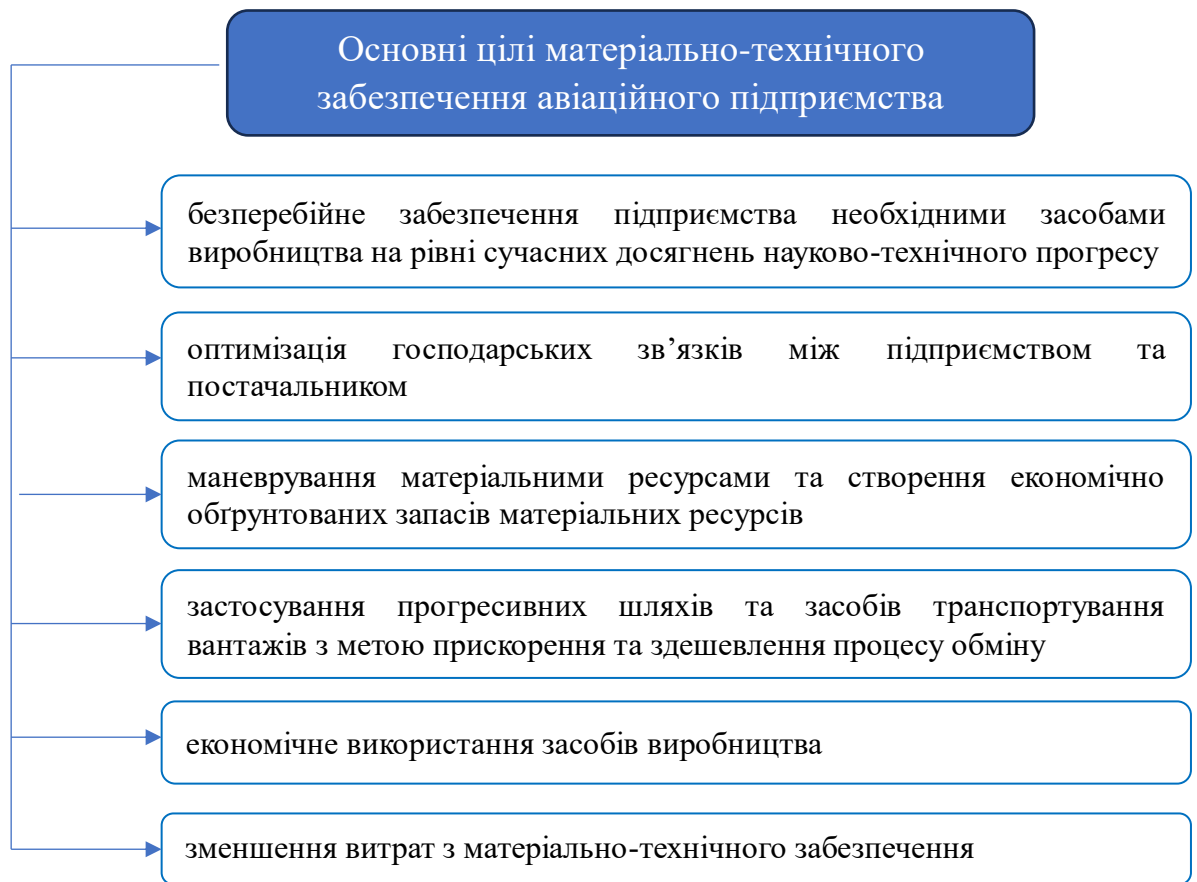 Основні цілі матеріально-технічного
забезпечення авіаційного підприємства
безперебійне забезпечення підприємства необхідними засобами
виробництва на рівні сучасних досягнень науково-технічного прогресу
оптимізація господарських зв’язків між підприємством та
постачальником
маневрування матеріальними ресурсами та створення економічно
обґрунтованих запасів матеріальних ресурсів
застосування прогресивних шляхів та засобів транспортування
вантажів з метою прискорення та здешевлення процесу обміну
економічне використання засобів виробництва
зменшення витрат з матеріально-технічного забезпечення